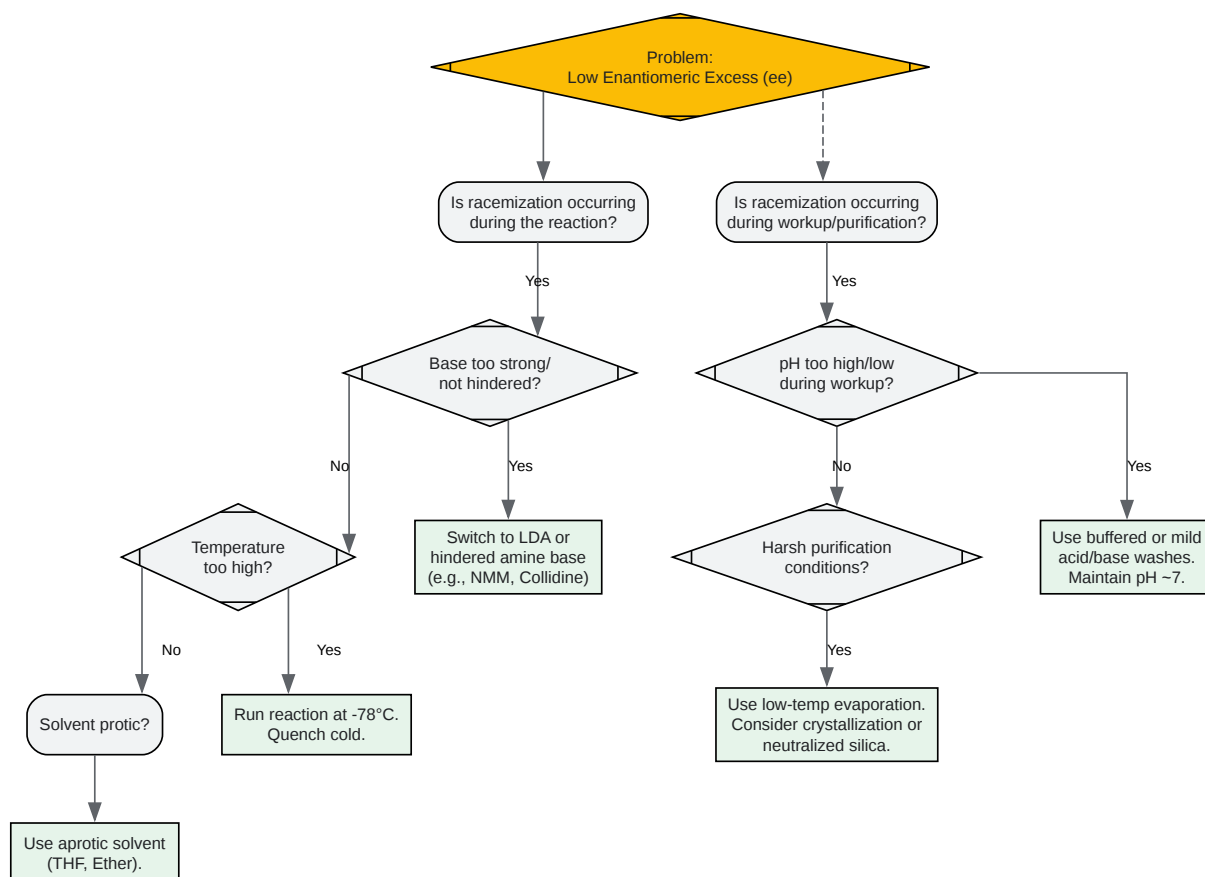 Problem:
Low Enantiomeric Excess (ee)
Is racemization occurring
during the reaction?
Is racemization occurring
during workup/purification?
Yes
Yes
Base too strong/
not hindered?
pH too high/low
during workup?
No
Yes
No
Yes
Temperature
too high?
Switch to LDA or
hindered amine base
(e.g., NMM, Collidine)
Harsh purification
conditions?
Use buffered or mild
acid/base washes.
Maintain pH ~7.
No
Yes
Yes
Solvent protic?
Run reaction at -78°C.
Quench cold.
Use low-temp evaporation.
Consider crystallization or
neutralized silica.
Use aprotic solvent
(THF, Ether).